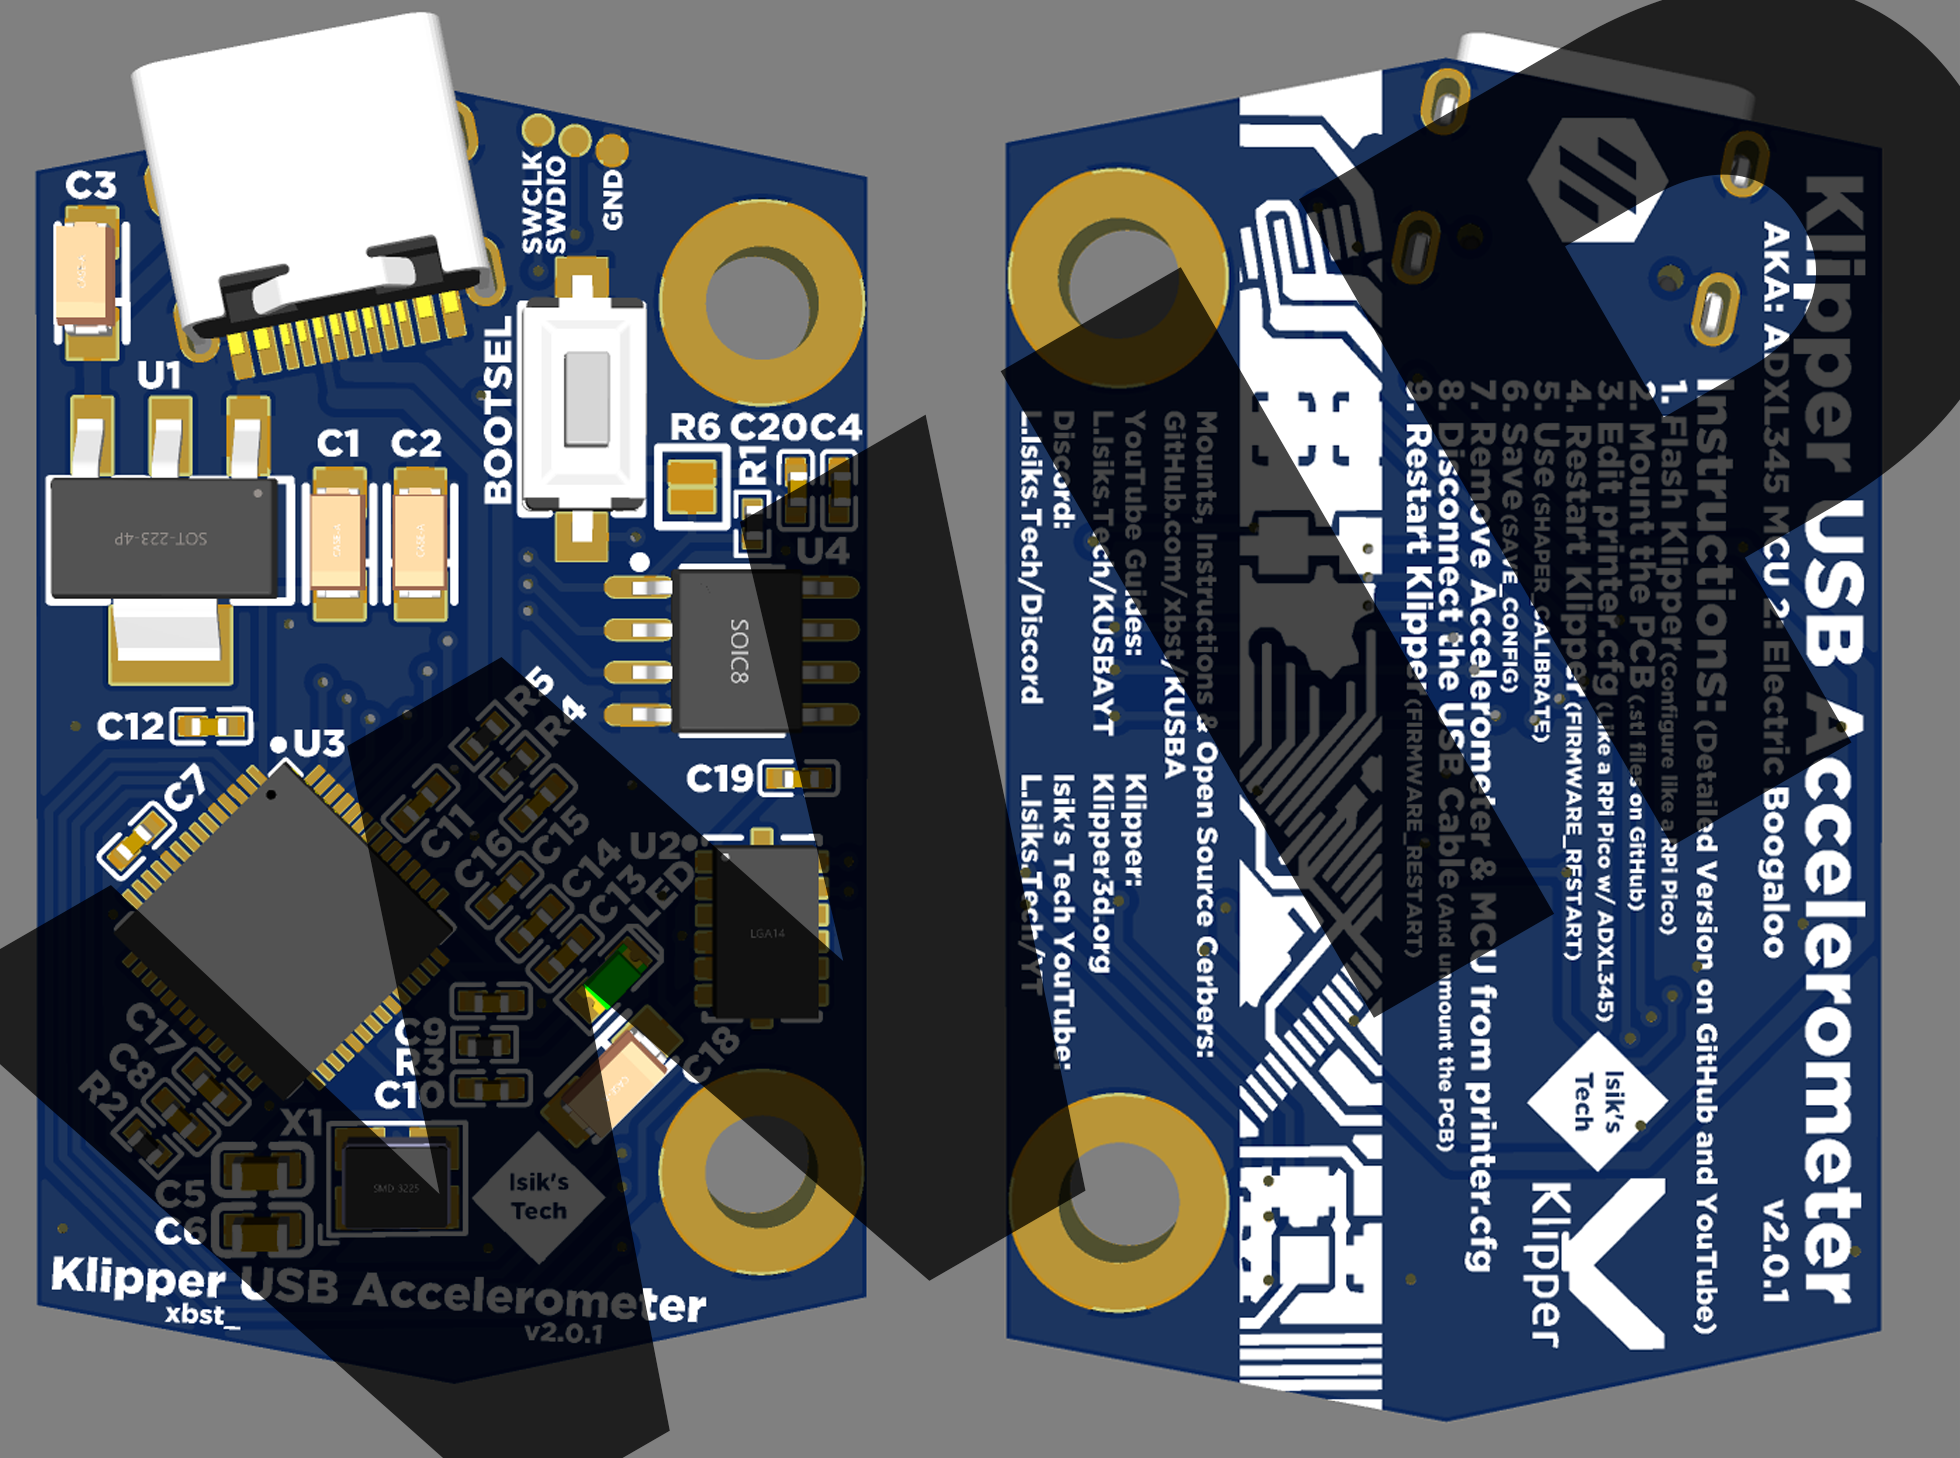 C3
SWCLK
SWDIO
GND
U1
BOOTSEL
C1
C2
R6
C20
C4
R1
U4
SOT-223-4P
SOIC8
R5
R4
C12
U3
C19
C7
C11
C15
C16
C14
C13
LED
U2
LGA14
C17
C9
C8
R3
R2
C10
C18
X1
SMD 3225
C5
C6
Isik's
Tech
Klipper USB Accelerometer
xbst_
v2.0.1
Klipper USB Accelerometer
AKA: ADXL345 MCU 2: Electric Boogaloo
v2.0.1
Instructions: (Detailed Version on GitHub and YouTube)
1. Flash Klipper (Configure like a RPi Pico)
2. Mount the PCB (.stl files on GitHub)
3. Edit printer.cfg (Like a RPi Pico w/ ADXL345)
4. Restart Klipper (FIRMWARE_RESTART)
5. Use (SHAPER_CALIBRATE)
6. Save (SAVE_CONFIG)
7. Remove Accelerometer & MCU from printer.cfg
8. Disconnect the USB Cable (And unmount the PCB)
9. Restart Klipper (FIRMWARE_RESTART)
Isik's
Tech
Klipper
Mounts, Instructions & Open Source Gerbers:
GitHub.com/xbst/KUSBA
YouTube Guides:
L.Isiks.Tech/KUSBAYT
Klipper:
Klipper3d.org
Discord:
L.Isiks.Tech/Discord
Isik's Tech YouTube:
L.Isiks.Tech/YT